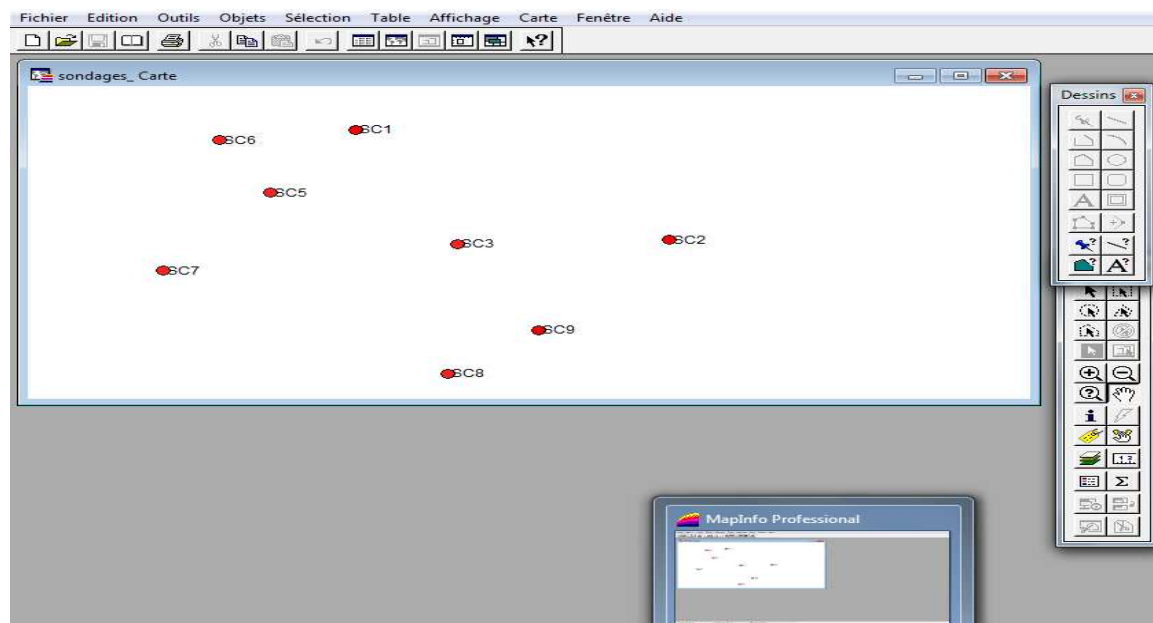 Fichier Edition Outils Objets Sélection Table Affichage Carte Fenêtre Aide
sondages_ Carte
Dessins
SC1
SC6
SC5
SC3
SC2
SC7
SC9
SC8
MapInfo Professional